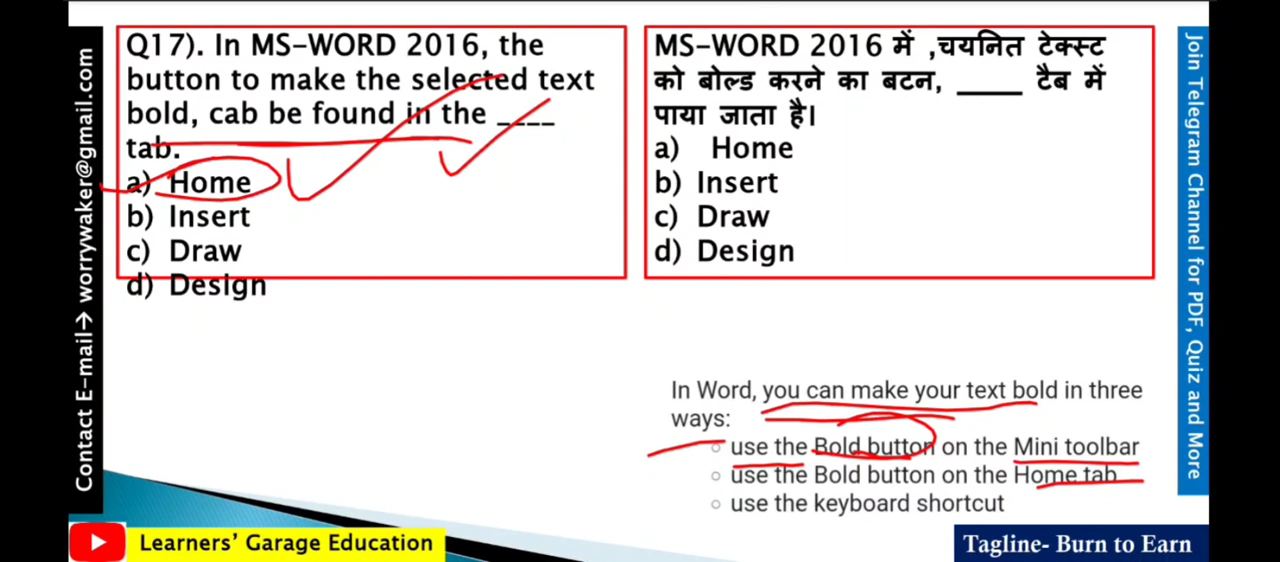 Contact E-mail→ worrywaker@gmail.com
Q17). In MS-WORD 2016, the
button to make the selected text
bold, cab be found in the ____
tab.
a) Home
b) Insert
c) Draw
d) Design
MS-WORD 2016 में ,चयनित टेक्स्ट
को बोल्ड करने का बटन, ____ टैब में
पाया जाता है।
a) Home
b) Insert
c) Draw
d) Design
Join Telegram Channel for PDF, Quiz and More
In Word, you can make your text bold in three
ways:
use the Bold button on the Mini toolbar
use the Bold button on the Home tab
use the keyboard shortcut
Learners' Garage Education
Tagline- Burn to Earn